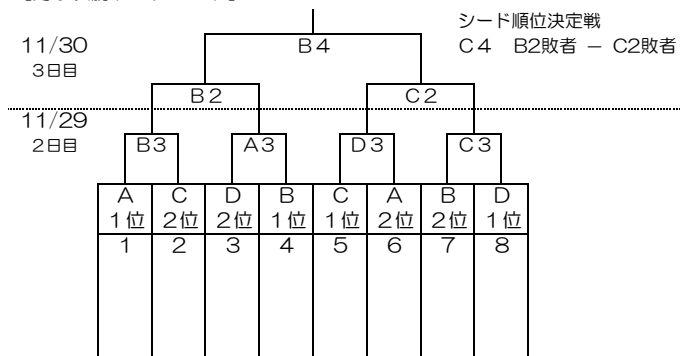 シード順位決定戦
C4 B2敗者 － C2敗者
11/30
3日目
B4
B2 C2
11/29
2日目
B3 A3 D3 C3
A C D B C A B D
1位 2位 2位 1位 1位 2位 2位 1位
1 2 3 4 5 6 7 8